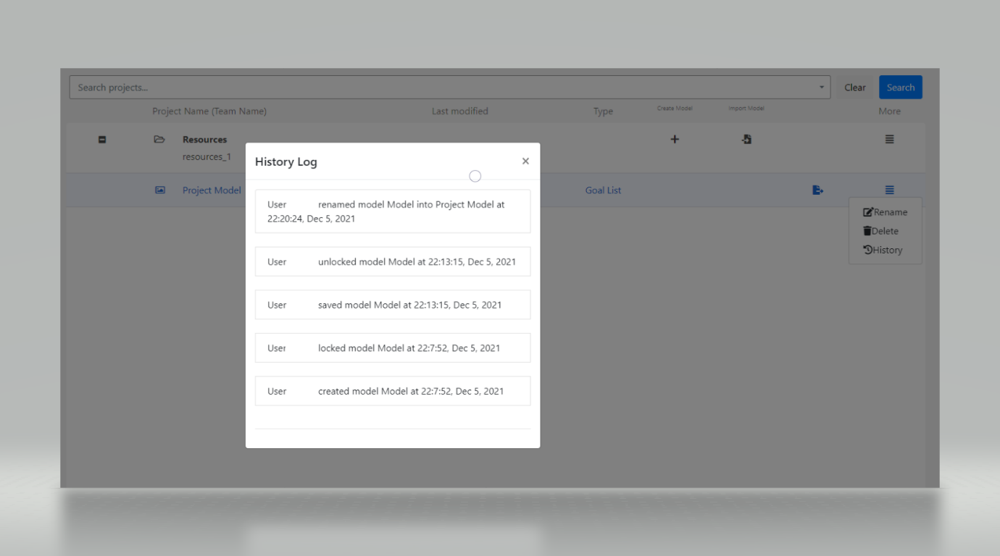 Search projects...
Clear
Search
Project Name (Team Name)
Last modified
Type
Create Model
Import Model
More
Resources
resources_1
Project Model
Goal List
Rename
Delete
History
History Log
×
User renamed model Model into Project Model at
22:20:24, Dec 5, 2021
User unlocked model Model at 22:13:15, Dec 5, 2021
User saved model Model at 22:13:15, Dec 5, 2021
User locked model Model at 22:7:52, Dec 5, 2021
User created model Model at 22:7:52, Dec 5, 2021